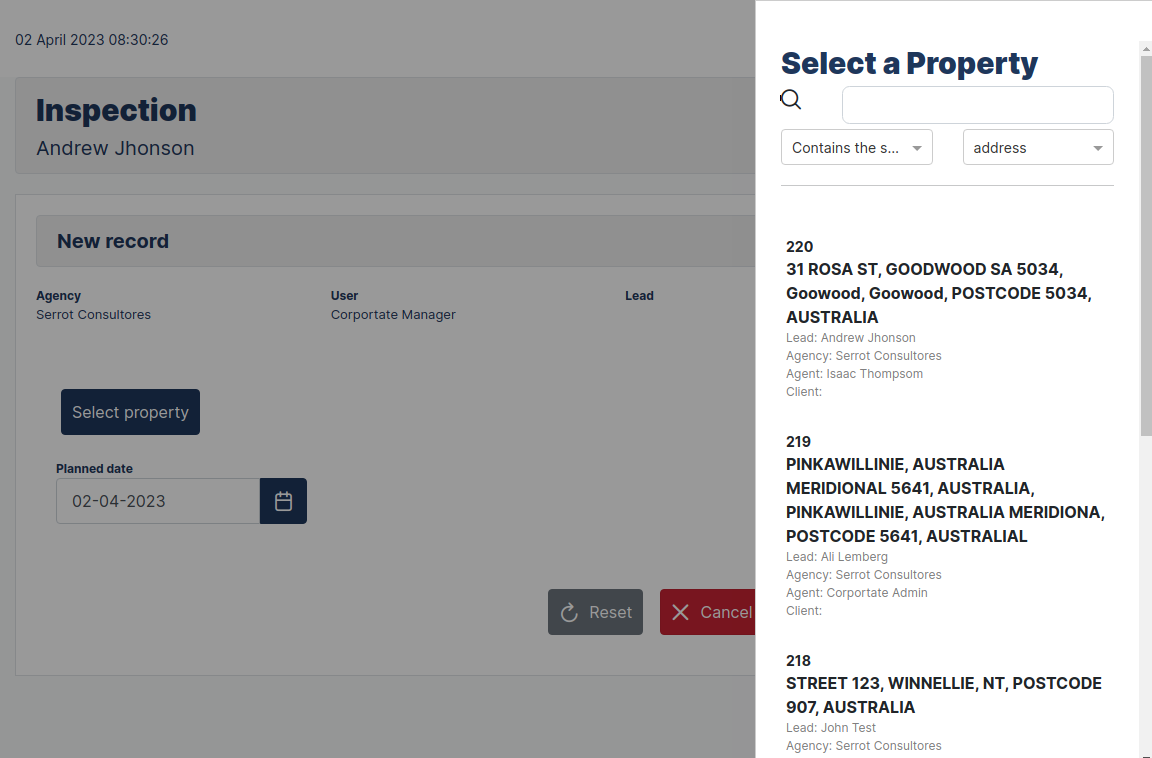 02 April 2023 08:30:26
Inspection
Andrew Jhonson
New record
Agency
Serrot Consultores
User
Corportate Manager
Lead
Select property
Planned date
02-04-2023
Reset
Cancel
Select a Property
Contains the s...
address
220
31 ROSA ST, GOODWOOD SA 5034,
Goowood, Goowood, POSTCODE 5034,
AUSTRALIA
Lead: Andrew Jhonson
Agency: Serrot Consultores
Agent: Isaac Thompsom
Client:
219
PINKAWILLINIE, AUSTRALIA
MERIDIONAL 5641, AUSTRALIA,
PINKAWILLINIE, AUSTRALIA MERIDIONA,
POSTCODE 5641, AUSTRALIAL
Lead: Ali Lemberg
Agency: Serrot Consultores
Agent: Corportate Admin
Client:
218
STREET 123, WINNELLIE, NT, POSTCODE
907, AUSTRALIA
Lead: John Test
Agency: Serrot Consultores